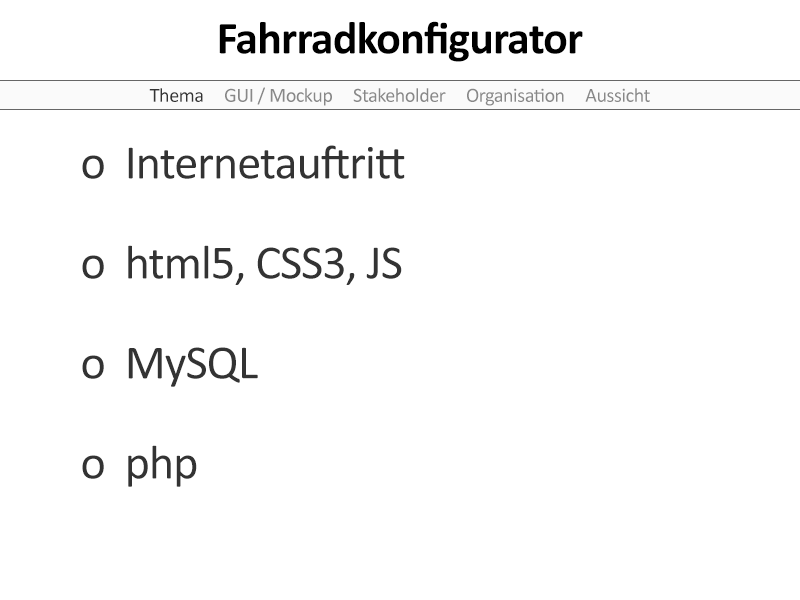 Fahrradkonfigurator
Thema GUI / Mockup Stakeholder Organisation Aussicht
o Internetauftritt
o html5, CSS3, JS
o MySQL
o php